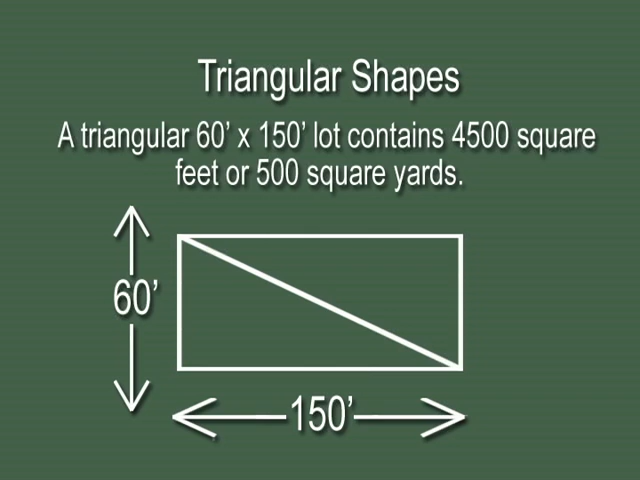 Triangular Shapes
A triangular 60' x 150' lot contains 4500 square
feet or 500 square yards.
60'
150'